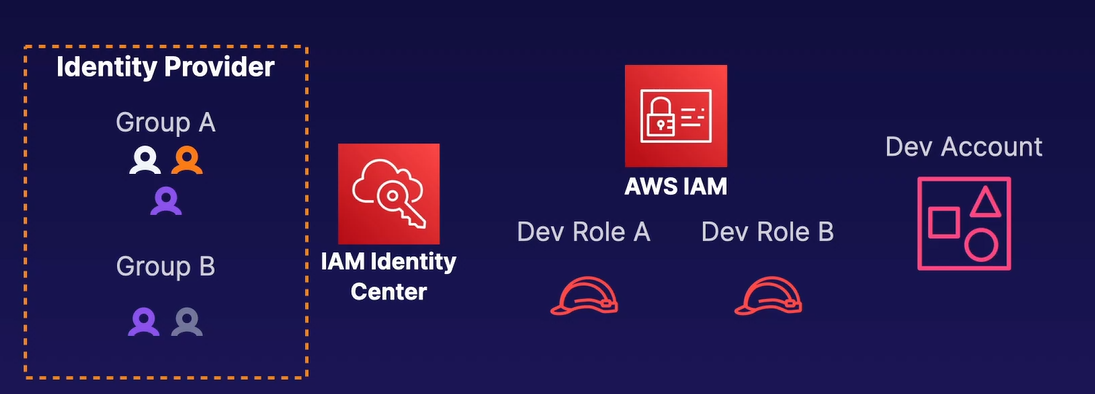 Identity Provider
Group A
Group B
IAM Identity
Center
AWS IAM
Dev Role A
Dev Role B
Dev Account